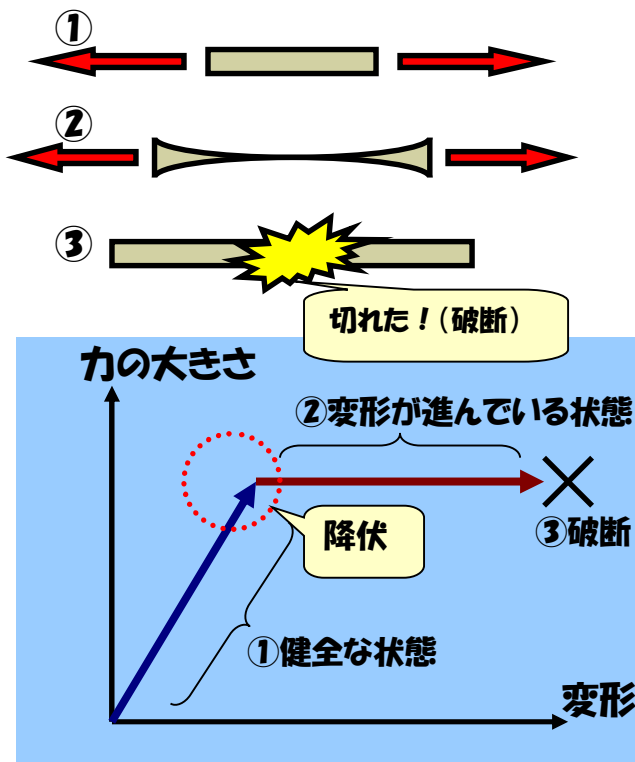 ①
②
③
切れた！（破断）
力の大きさ
②変形が進んでいる状態
降伏
③破断
①健全な状態
変形